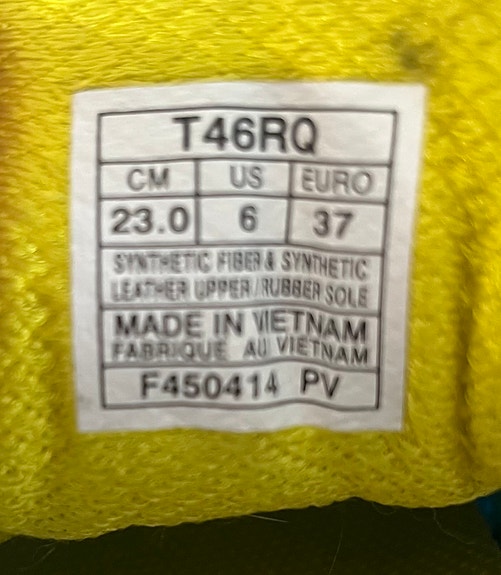 T46RQ
CM US EURO
23.0 6 37
SYNTHETIC FIBER & SYNTHETIC
LEATHER UPPER/RUBBER SOLE
MADE IN VIETNAM
FABRIQUE AU VIETNAM
F450414 PV